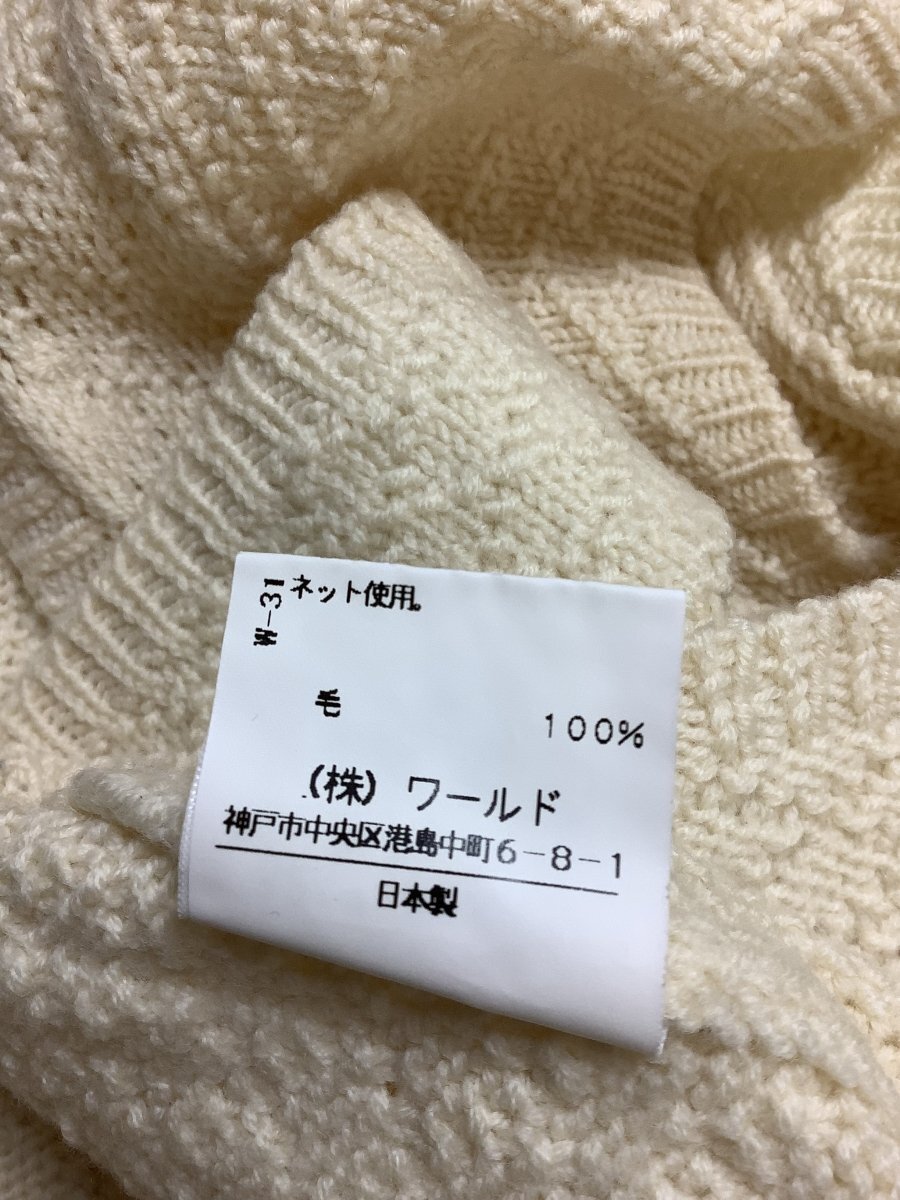 ネット使用。
W-31
毛 100%
(株) ワールド
神戸市中央区港島中町6-8-1
日本製